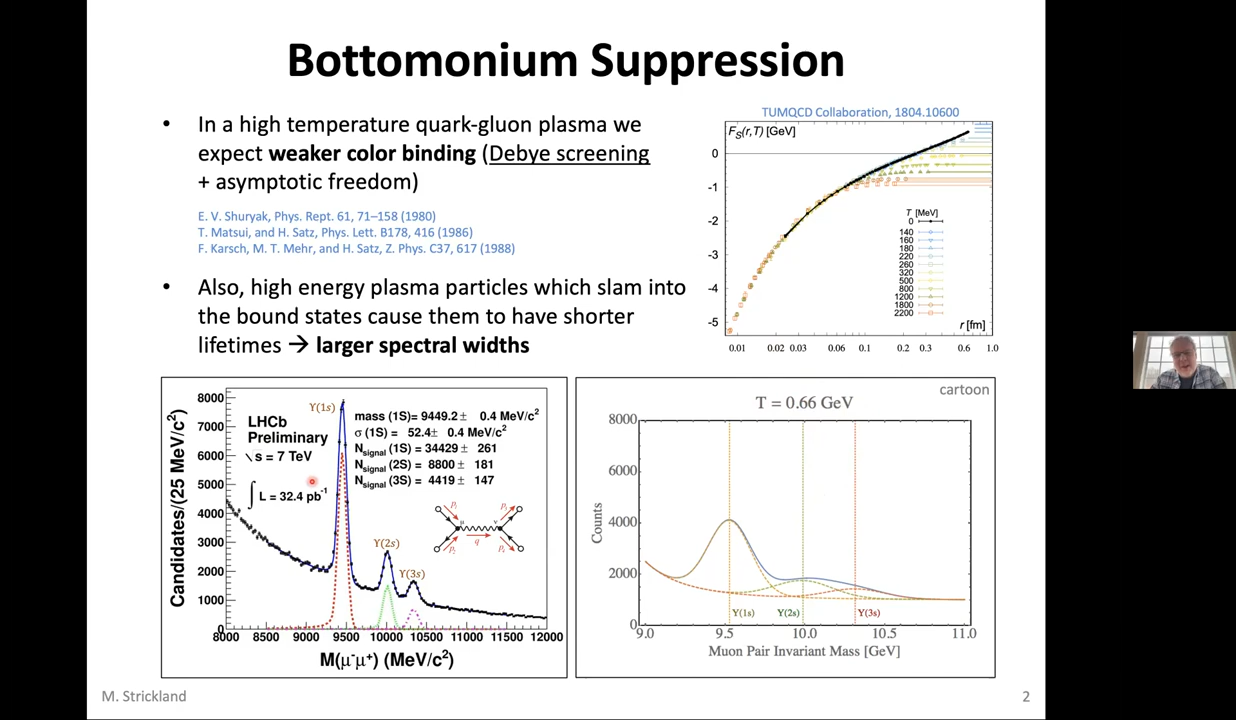 Bottomonium Suppression
• In a high temperature quark-gluon plasma we
expect weaker color binding (Debye screening
+ asymptotic freedom)
E. V. Shuryak, Phys. Rept. 61, 71–158 (1980)
T. Matsui, and H. Satz, Phys. Lett. B178, 416 (1986)
F. Karsch, M. T. Mehr, and H. Satz, Z. Phys. C37, 617 (1988)
• Also, high energy plasma particles which slam into
the bound states cause them to have shorter
lifetimes → larger spectral widths
TUMQCD Collaboration, 1804.10600
F_S(r,T) [GeV]
0
-1
-2
-3
-4
-5
T [MeV]
0
140
160
180
220
260
320
500
800
1200
1800
2200
r [fm]
0.01 0.02 0.03 0.06 0.1 0.2 0.3 0.6 1.0
Candidates/(25 MeV/c²)
8000
7000
6000
5000
4000
3000
2000
1000
0
ϒ(1s)
LHCb
Preliminary
\s = 7 TeV
∫ L = 32.4 pb⁻¹
mass (1S)= 9449.2 ± 0.4 MeV/c²
σ (1S) = 52.4± 0.4 MeV/c²
N_signal (1S) = 34429 ± 261
N_signal (2S) = 8800 ± 181
N_signal (3S) = 4419 ± 147
ϒ(2s)
ϒ(3s)
p₁
p₂
q
8000 8500 9000 9500 10000 10500 11000 11500 12000
M(μ⁻μ⁺) (MeV/c²)
cartoon
T = 0.66 GeV
Counts
8000
6000
4000
2000
0
ϒ(1s) ϒ(2s) ϒ(3s)
9.0 9.5 10.0 10.5 11.0
Muon Pair Invariant Mass [GeV]
M. Strickland
2